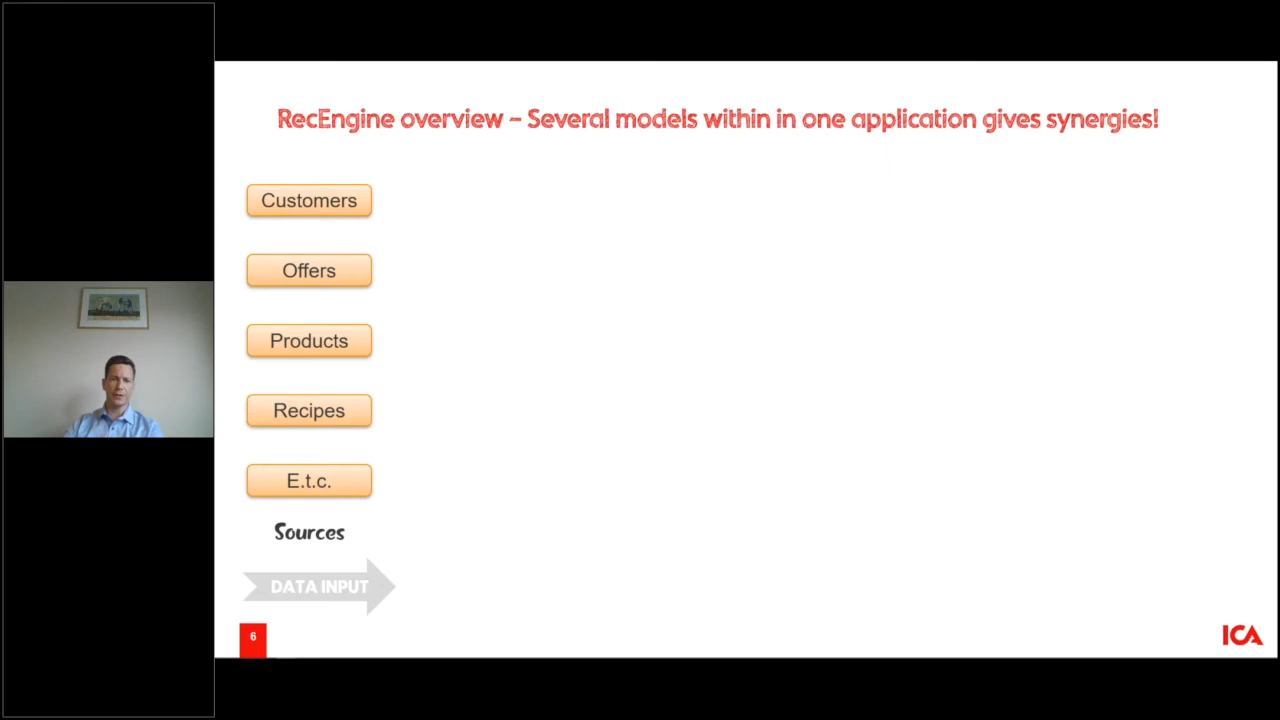 RecEngine overview – Several models within in one application gives synergies!
Customers
Offers
Products
Recipes
E.t.c.
Sources
DATA INPUT
6
ICA